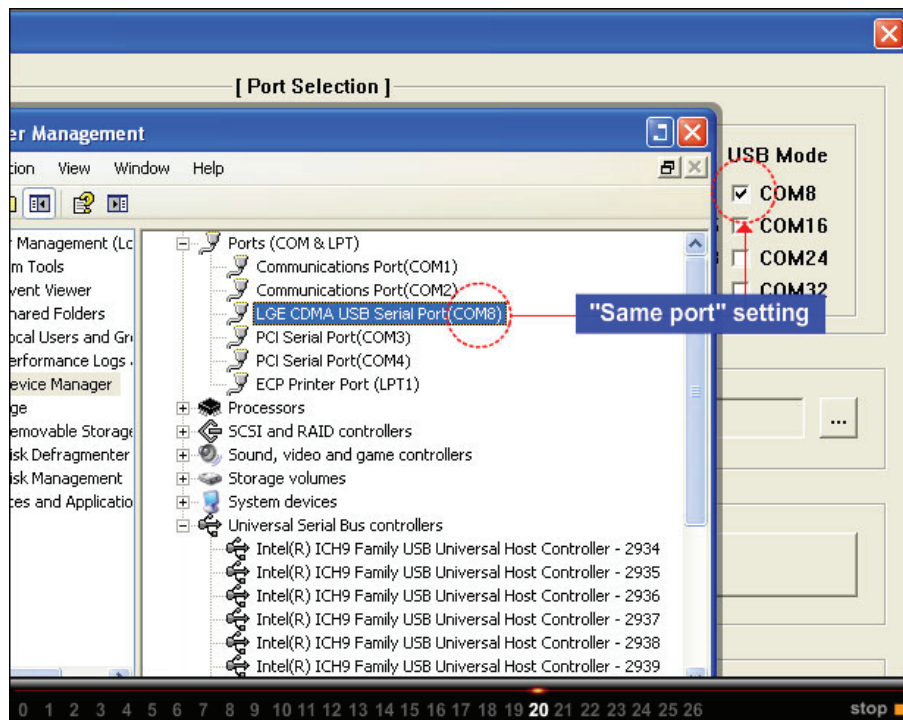 [ Port Selection ]
er Management
tion View Window Help
USB Mode
COM8
COM16
COM24
COM32
"Same port" setting
r Management (Lc
m Tools
vent Viewer
hared Folders
ocal Users and Gr
erformance Logs
evice Manager
ge
emovable Storage
isk Defragmenter
isk Management
ces and Applicatio
Ports (COM & LPT)
Communications Port(COM1)
Communications Port(COM2)
LGE CDMA USB Serial Port(COM8)
PCI Serial Port(COM3)
PCI Serial Port(COM4)
ECP Printer Port (LPT1)
Processors
SCSI and RAID controllers
Sound, video and game controllers
Storage volumes
System devices
Universal Serial Bus controllers
Intel(R) ICH9 Family USB Universal Host Controller - 2934
Intel(R) ICH9 Family USB Universal Host Controller - 2935
Intel(R) ICH9 Family USB Universal Host Controller - 2936
Intel(R) ICH9 Family USB Universal Host Controller - 2937
Intel(R) ICH9 Family USB Universal Host Controller - 2938
Intel(R) ICH9 Family USB Universal Host Controller - 2939
...
0 1 2 3 4 5 6 7 8 9 10 11 12 13 14 15 16 17 18 19 20 21 22 23 24 25 26 stop